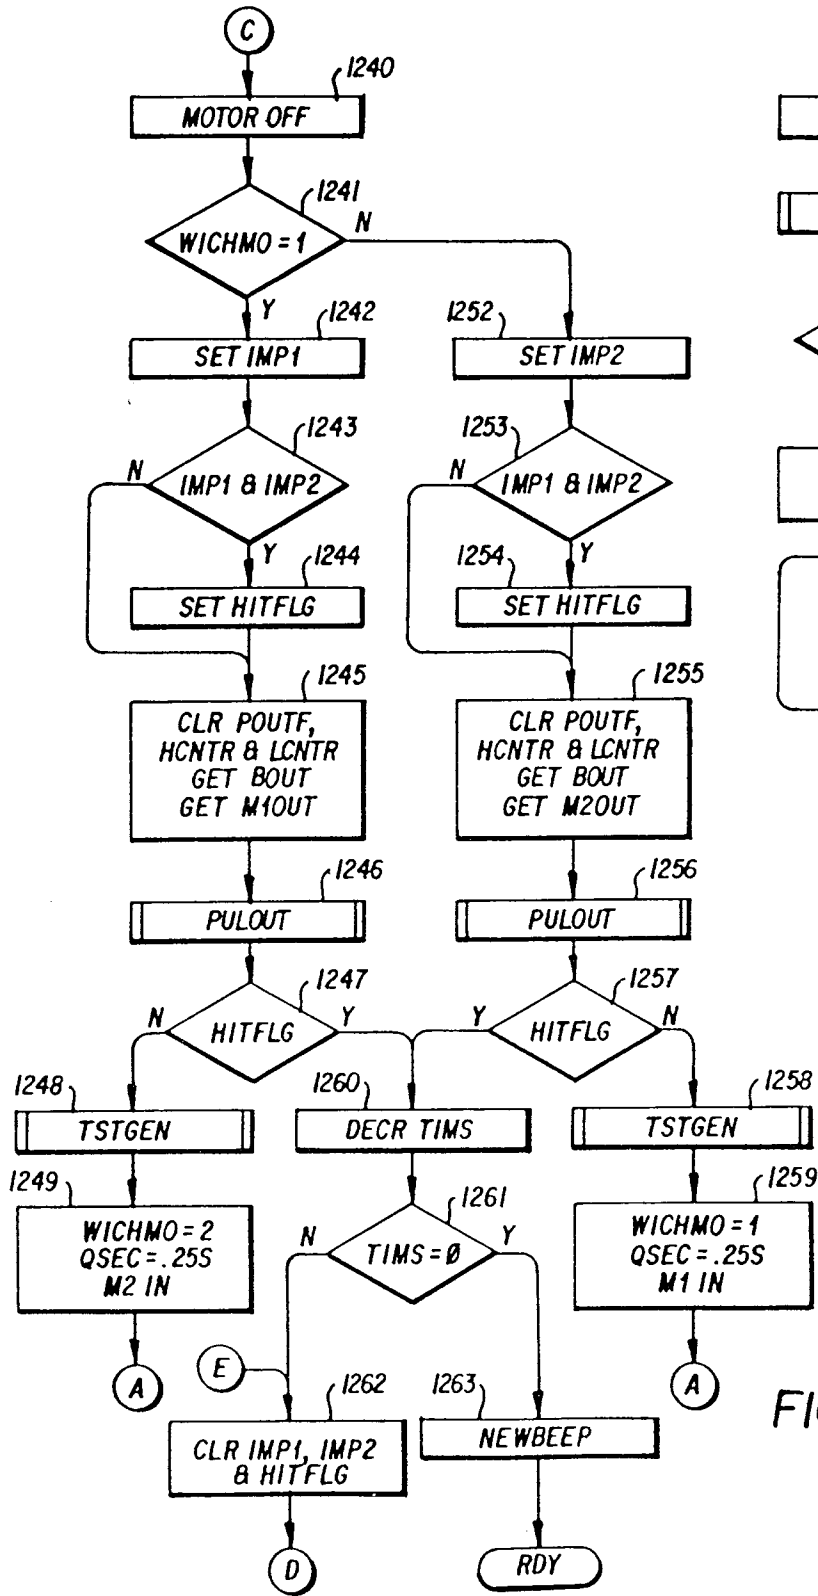 C
1240
MOTOR OFF
1241
WICHMO = 1
N
Y
1242
1252
SET IMP1
SET IMP2
1243
1253
N
IMP1 & IMP2
N
IMP1 & IMP2
Y
Y
1244
1254
SET HITFLG
SET HITFLG
1245
1255
CLR POUTF,
HCNTR & LCNTR
GET BOUT
GET M1OUT
CLR POUTF,
HCNTR & LCNTR
GET BOUT
GET M2OUT
1246
1256
PULOUT
PULOUT
1247
1257
N
HITFLG
Y
Y
HITFLG
N
1248
1260
1258
TSTGEN
DECR TIMS
TSTGEN
1249
1261
1259
WICHMO = 2
QSEC = .25S
M2 IN
N
TIMS = Ø
Y
WICHMO = 1
QSEC = .25S
M1 IN
A
E
A
1262
1263
CLR IMP1, IMP2
& HITFLG
NEWBEEP
D
RDY